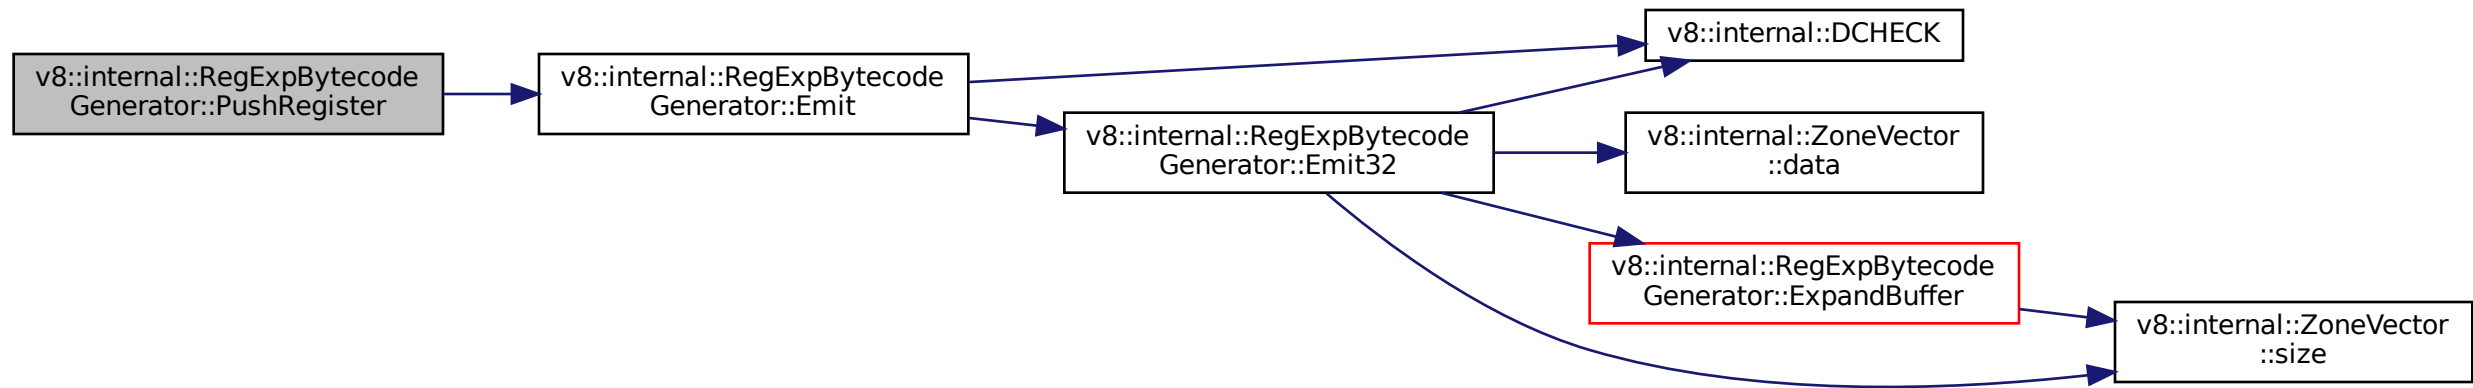 v8::internal::RegExpBytecode
Generator::PushRegister
v8::internal::RegExpBytecode
Generator::Emit
v8::internal::DCHECK
v8::internal::RegExpBytecode
Generator::Emit32
v8::internal::ZoneVector
::data
v8::internal::RegExpBytecode
Generator::ExpandBuffer
v8::internal::ZoneVector
::size